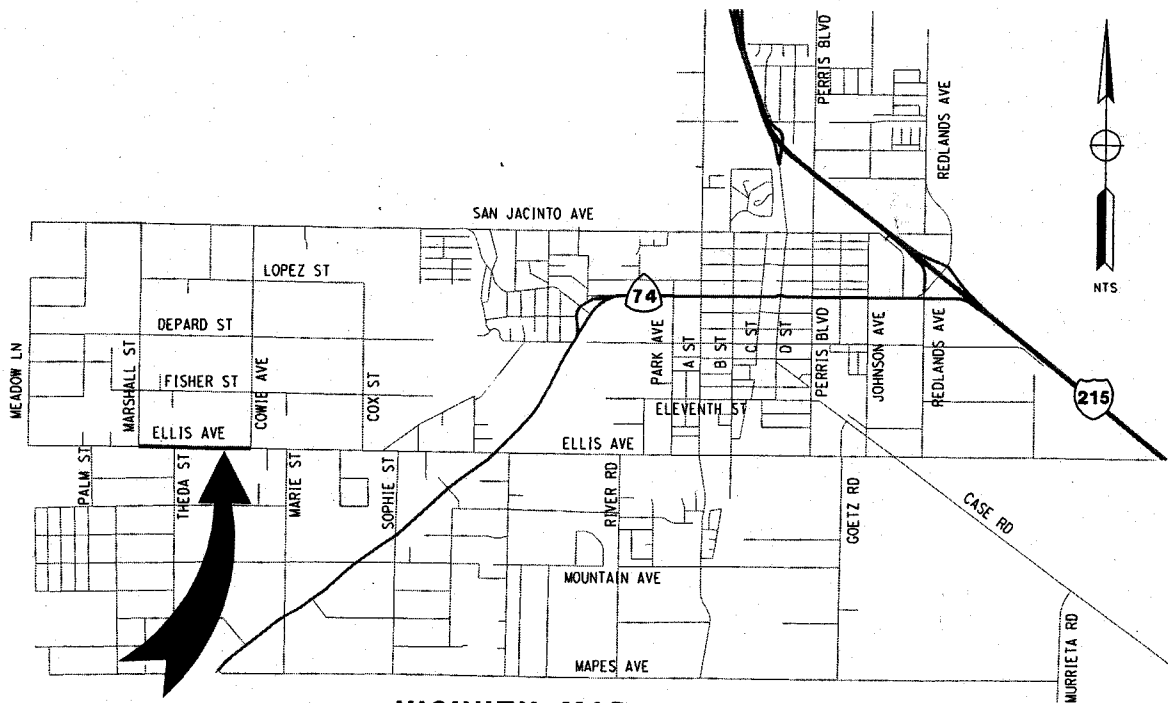 PERRIS BLVD
REDLANDS AVE
NTS
SAN JACINTO AVE
LOPEZ ST
74
DEPARD ST
MEADOW LN
MARSHALL ST
FISHER ST
COWIE AVE
COX ST
PARK AVE
A ST
B ST
C ST
D ST
PERRIS BLVD
JOHNSON AVE
REDLANDS AVE
215
ELEVENTH ST
ELLIS AVE
ELLIS AVE
PALM ST
THEDA ST
MARIE ST
SOPHIE ST
RIVER RD
GOETZ RD
CASE RD
MOUNTAIN AVE
MAPES AVE
MURRIETA RD